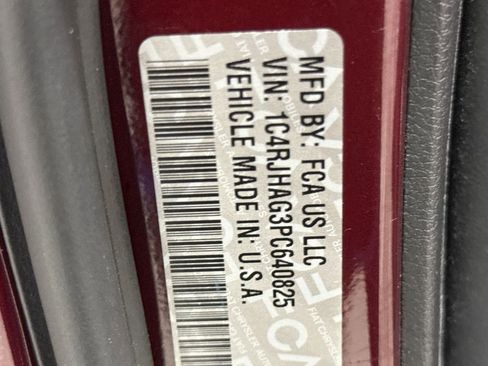 MFD BY: FCA US LLC
VIN: 1C4RJHAG3PC640825
VEHICLE MADE IN: U.S.A.